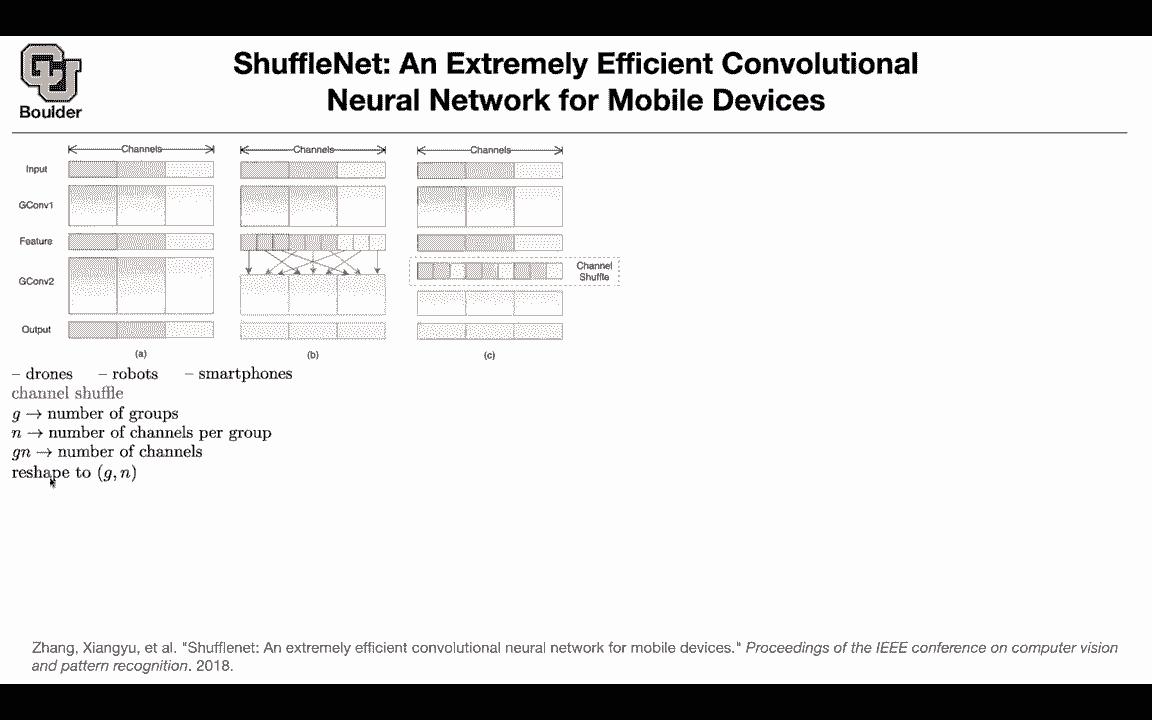 Boulder
ShuffleNet: An Extremely Efficient Convolutional
Neural Network for Mobile Devices
Channels Channels Channels
Input
GConv1
Feature
Channel
Shuffle
GConv2
Output
(a) (b) (c)
– drones – robots – smartphones
channel shuffle
g → number of groups
n → number of channels per group
gn → number of channels
reshape to (g, n)
Zhang, Xiangyu, et al. "Shufflenet: An extremely efficient convolutional neural network for mobile devices." Proceedings of the IEEE conference on computer vision
and pattern recognition. 2018.